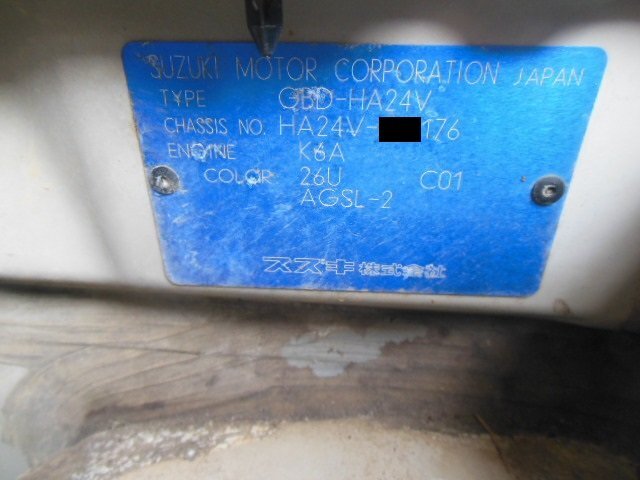 SUZUKI MOTOR CORPORATION JAPAN
TYPE GBD-HA24V
CHASSIS NO. HA24V- 176
ENGINE K6A
COLOR 26U C01
AGSL-2
スズキ株式会社